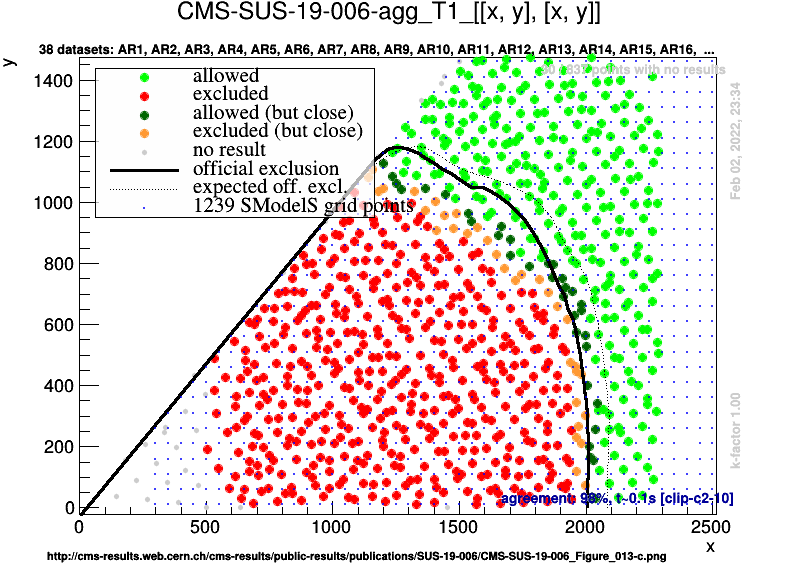 CMS-SUS-19-006-agg_T1_[[x, y], [x, y]]
38 datasets: AR1, AR2, AR3, AR4, AR5, AR6, AR7, AR8, AR9, AR10, AR11, AR12, AR13, AR14, AR15, AR16, ...
y
points with no results
allowed
excluded
allowed (but close)
excluded (but close)
no result
official exclusion
expected off. excl.
1239 SModelS grid points
1400
1200
1000
800
600
400
200
0
Feb 02, 2022, 23:34
k-factor 1.00
agreement: 98%, t~0.1s [clip-c2-10]
0
500
1000
1500
2000
2500
x
http://cms-results.web.cern.ch/cms-results/public-results/publications/SUS-19-006/CMS-SUS-19-006_Figure_013-c.png